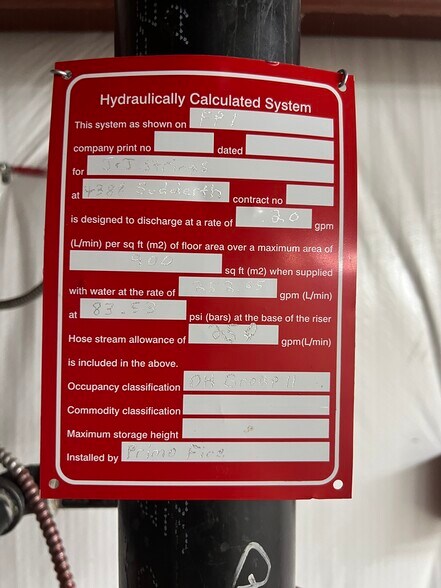 Hydraulically Calculated System
This system as shown on FP1
company print no dated
for
at Sudderth contract no
is designed to discharge at a rate of .20 gpm
(L/min) per sq ft (m2) of floor area over a maximum area of
900 sq ft (m2) when supplied
with water at the rate of gpm (L/min)
at 83.50 psi (bars) at the base of the riser
Hose stream allowance of 250 gpm(L/min)
is included in the above.
Occupancy classification OH Group II
Commodity classification
Maximum storage height
Installed by Primo Fire